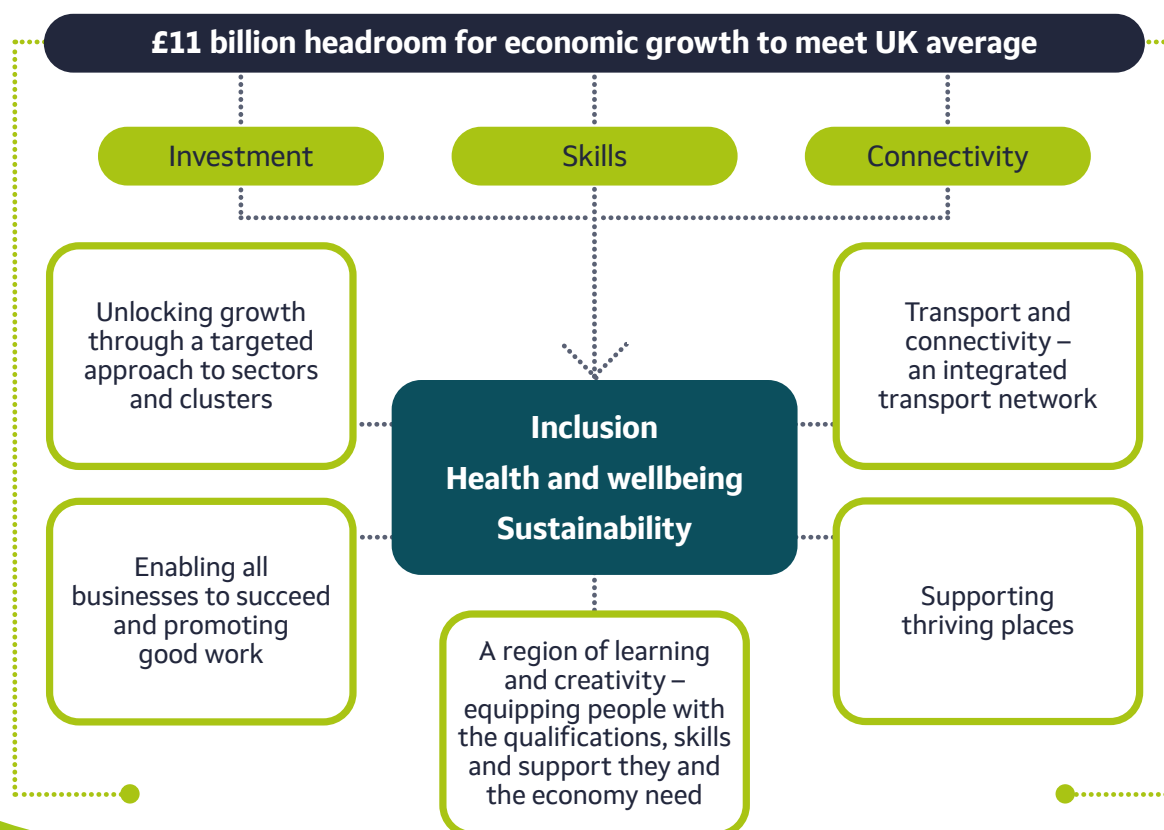 £11 billion headroom for economic growth to meet UK average
Investment
Skills
Connectivity
Unlocking growth
through a targeted
approach to sectors
and clusters
Transport and
connectivity –
an integrated
transport network
Inclusion
Health and wellbeing
Sustainability
Enabling all
businesses to succeed
and promoting
good work
Supporting
thriving places
A region of learning
and creativity –
equipping people with
the qualifications, skills
and support they and
the economy need